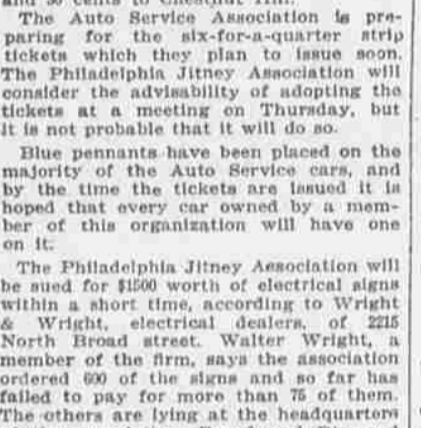 and 50 cents to Chestnut Hill.
The Auto Service Association is pre-
paring for the six-for-a-quarter strip
tickets which they plan to issue soon.
The Philadelphia Jitney Association will
consider the advisability of adopting the
tickets at a meeting on Thursday, but
it is not probable that it will do so.
Blue pennants have been placed on the
majority of the Auto Service cars, and
by the time the tickets are issued it is
hoped that every car owned by a mem-
ber of this organization will have one
on it.
The Philadelphia Jitney Association will
be sued for $1500 worth of electrical signs
within a short time, according to Wright
& Wright, electrical dealers, of 2215
North Broad street. Walter Wright, a
member of the firm, says the association
ordered 600 of the signs and so far has
failed to pay for more than 75 of them.
The others are lying at the headquarters